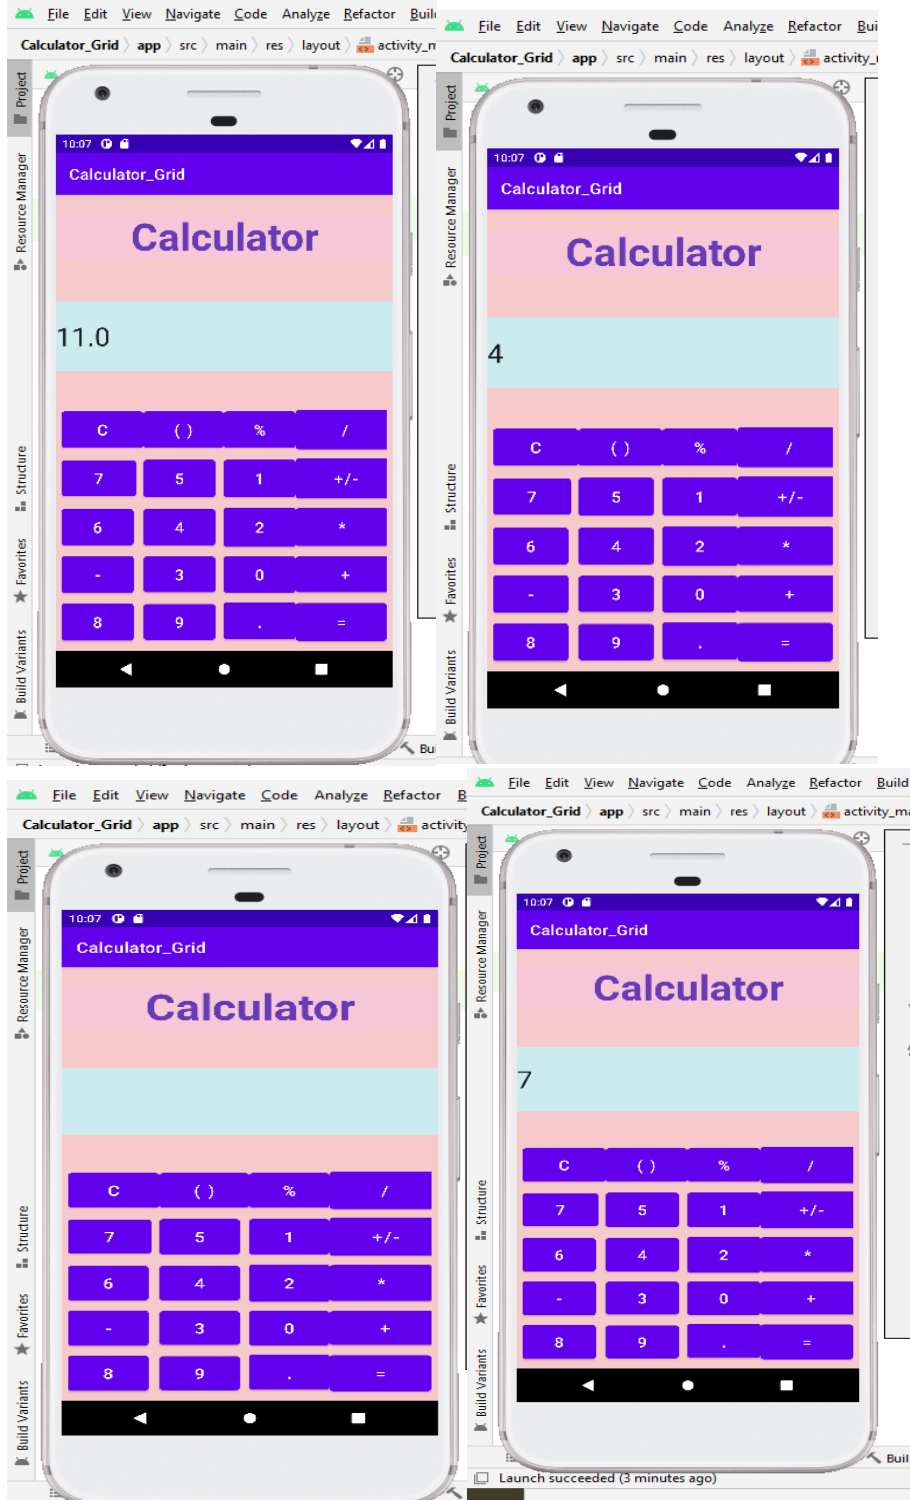 File Edit View Navigate Code Analyze Refactor
Calculator_Grid app src main res layout
Project
Resource Manager
Structure
Favorites
Build Variants
10:07
Calculator_Grid
Calculator
11.0
C ( ) % /
7 5 1 +/-
6 4 2 *
- 3 0 +
8 9 . =
File Edit View Navigate Code Analyze Refactor
Calculator_Grid app src main res layout
Project
Resource Manager
Structure
Favorites
Build Variants
10:07
Calculator_Grid
Calculator
4
C ( ) % /
7 5 1 +/-
6 4 2 *
- 3 0 +
8 9 . =
File Edit View Navigate Code Analyze Refactor
Calculator_Grid app src main res layout
Project
Resource Manager
Structure
Favorites
Build Variants
10:07
Calculator_Grid
Calculator
C ( ) % /
7 5 1 +/-
6 4 2 *
- 3 0 +
8 9 . =
File Edit View Navigate Code Analyze Refactor Build
Calculator_Grid app src main res layout
Project
Resource Manager
Structure
Favorites
Build Variants
10:07
Calculator_Grid
Calculator
7
C ( ) % /
7 5 1 +/-
6 4 2 *
- 3 0 +
8 9 . =
Launch succeeded (3 minutes ago)